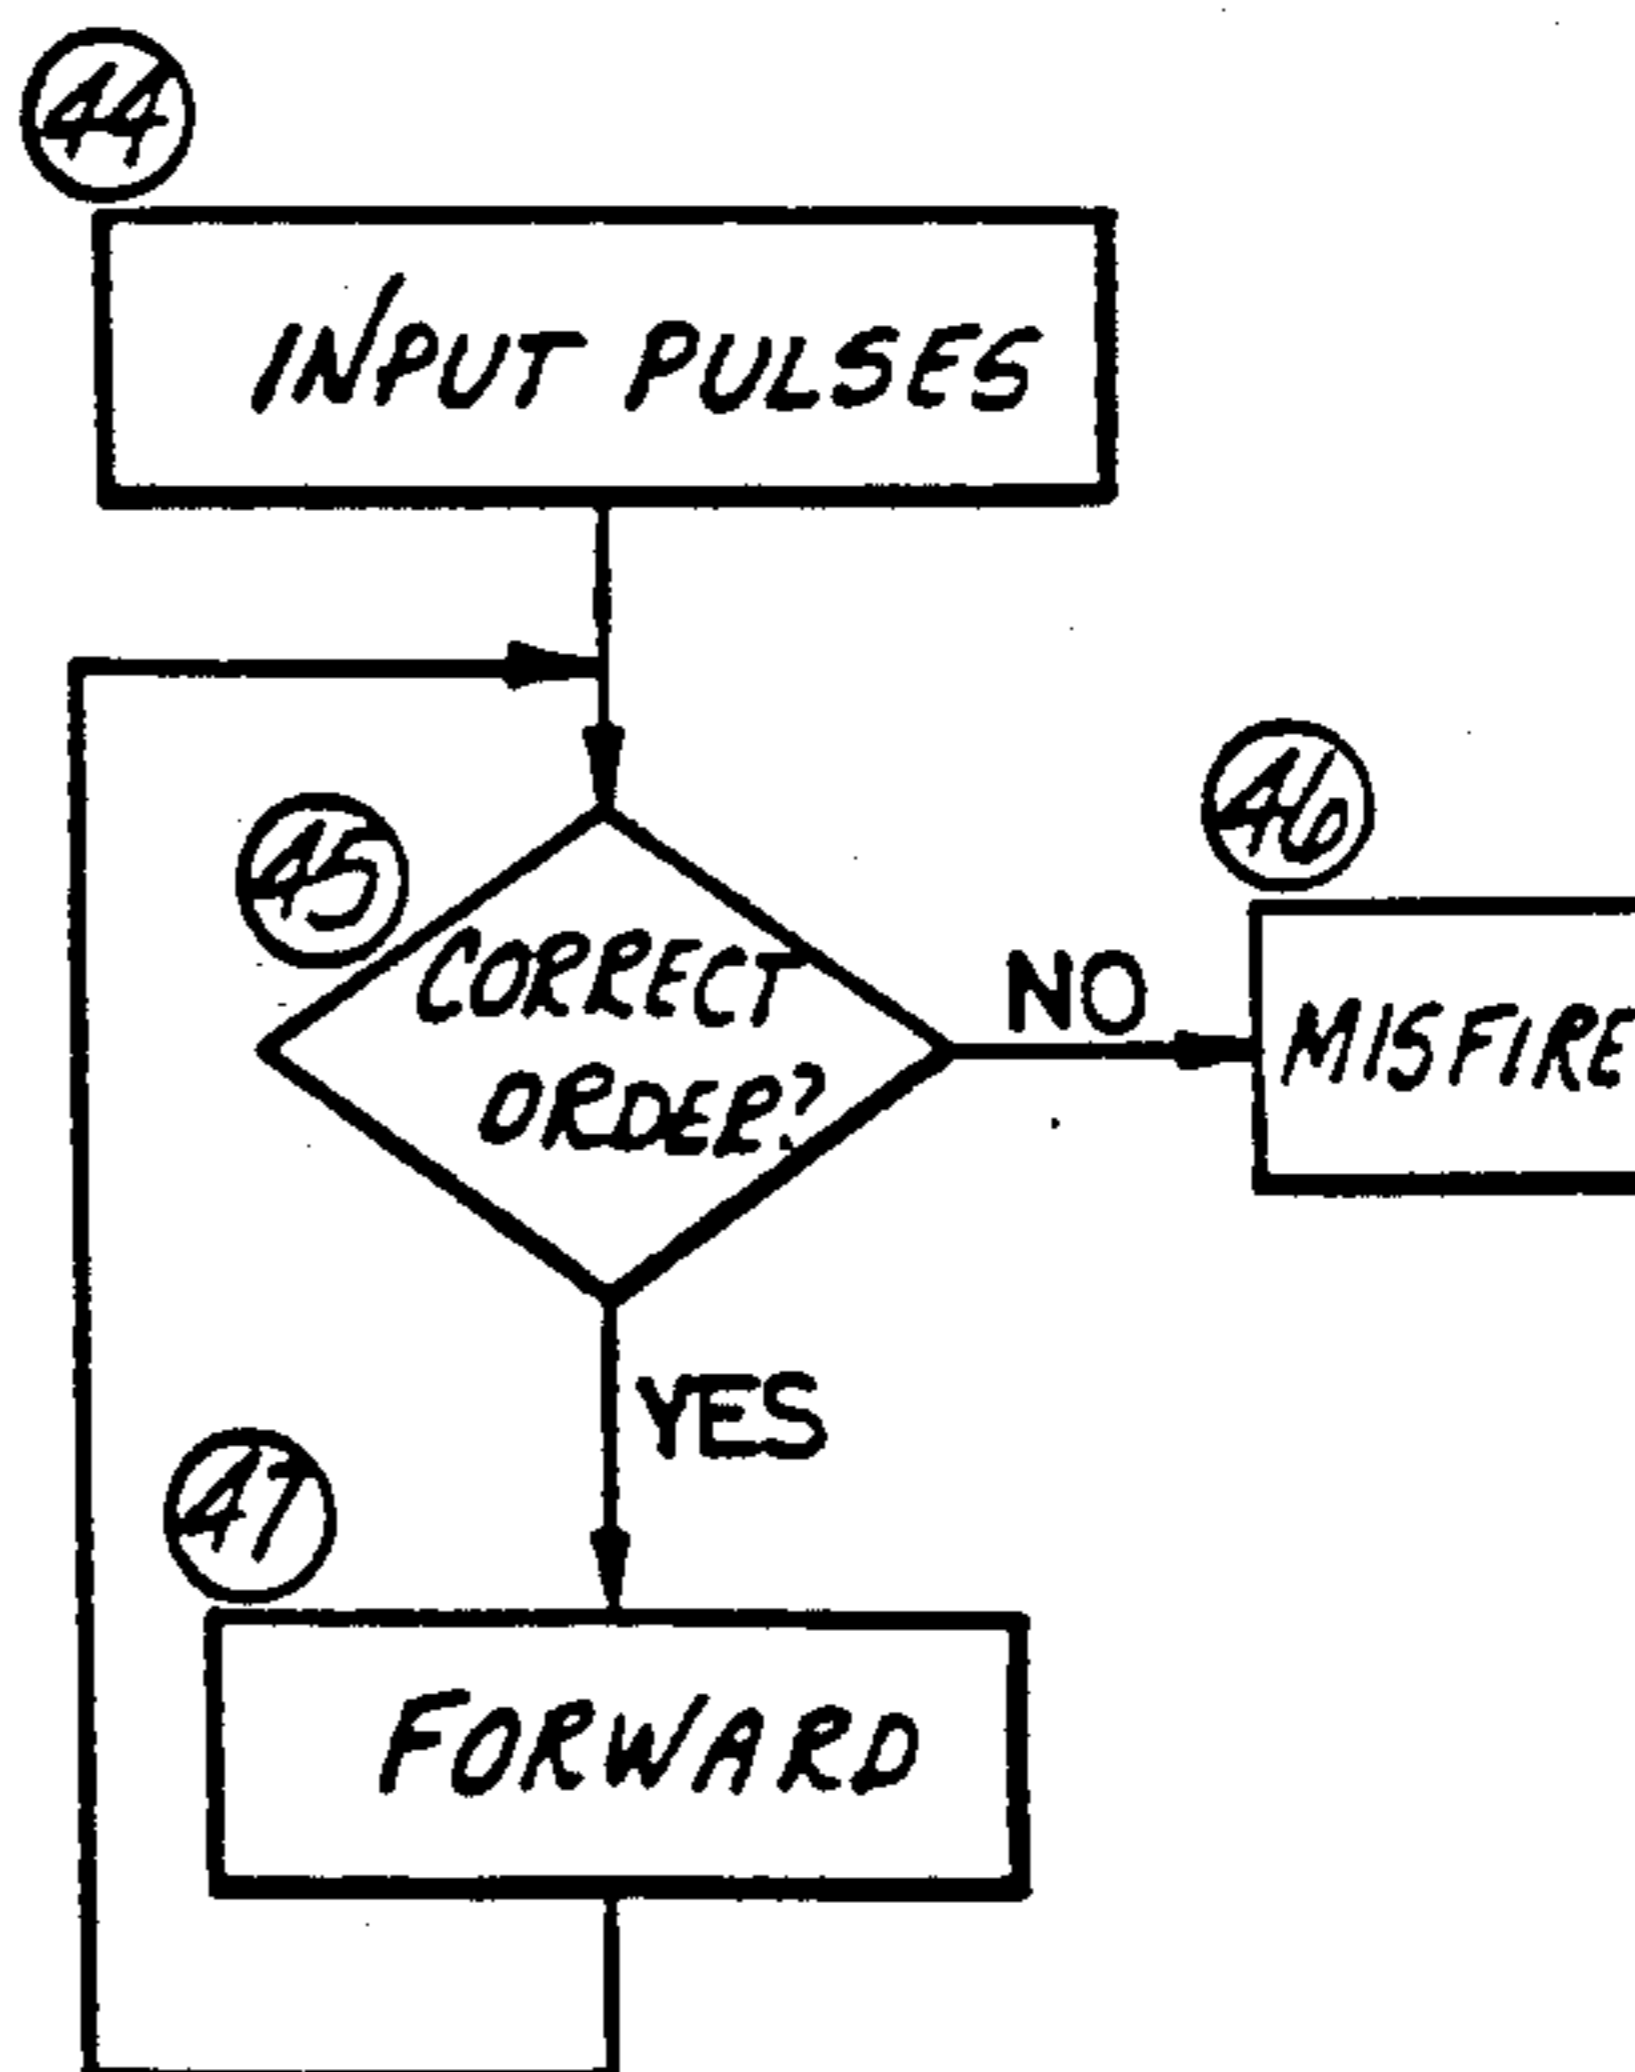 44
INPUT PULSES
45
CORRECT
ORDER?
NO
46
MISFIRE
YES
47
FORWARD